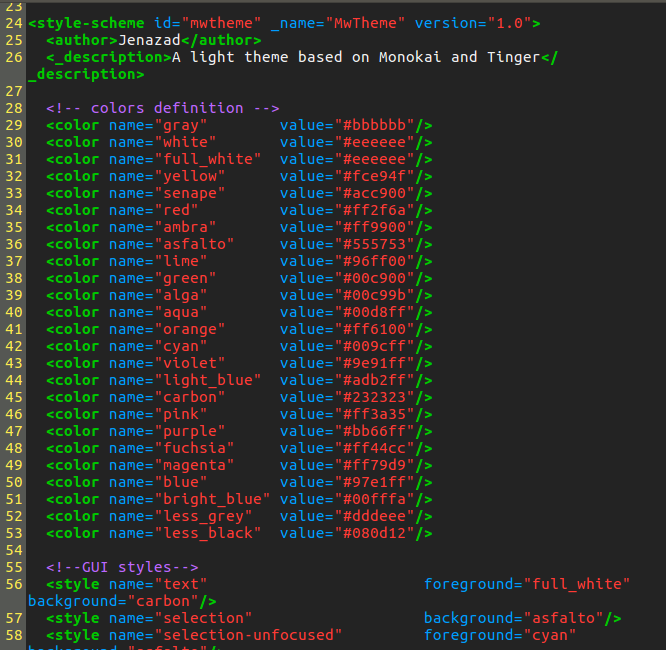 23
24 <style-scheme id="mwtheme" _name="MwTheme" version="1.0">
25   <author>Jenazad</author>
26   <_description>A light theme based on Monokai and Tinger</
_description>
27
28   <!-- colors definition -->
29   <color name="gray"        value="#bbbbbb"/>
30   <color name="white"       value="#eeeeee"/>
31   <color name="full_white"  value="#eeeeee"/>
32   <color name="yellow"      value="#fce94f"/>
33   <color name="senape"      value="#acc900"/>
34   <color name="red"         value="#ff2f6a"/>
35   <color name="ambra"       value="#ff9900"/>
36   <color name="asfalto"     value="#555753"/>
37   <color name="lime"        value="#96ff00"/>
38   <color name="green"       value="#00c900"/>
39   <color name="alga"        value="#00c99b"/>
40   <color name="aqua"        value="#00d8ff"/>
41   <color name="orange"      value="#ff6100"/>
42   <color name="cyan"        value="#009cff"/>
43   <color name="violet"      value="#9e91ff"/>
44   <color name="light_blue"  value="#adb2ff"/>
45   <color name="carbon"      value="#232323"/>
46   <color name="pink"        value="#ff3a35"/>
47   <color name="purple"      value="#bb66ff"/>
48   <color name="fuchsia"     value="#ff44cc"/>
49   <color name="magenta"     value="#ff79d9"/>
50   <color name="blue"        value="#97e1ff"/>
51   <color name="bright_blue" value="#00fffa"/>
52   <color name="less_grey"   value="#dddeee"/>
53   <color name="less_black"  value="#080d12"/>
54
55   <!--GUI styles-->
56   <style name="text"                        foreground="full_white"
background="carbon"/>
57   <style name="selection"                   background="asfalto"/>
58   <style name="selection-unfocused"         foreground="cyan"
background="asfalto"/>